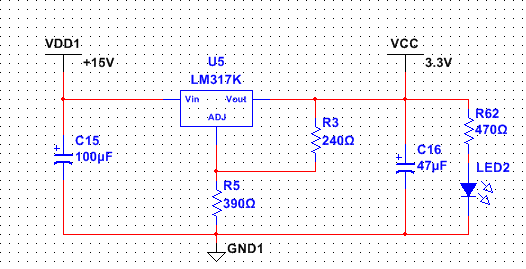 VDD1
+15V
U5
LM317K
Vin
Vout
ADJ
VCC
3.3V
R3
240Ω
R62
470Ω
C15
100µF
+
C16
47µF
+
LED2
R5
390Ω
GND1